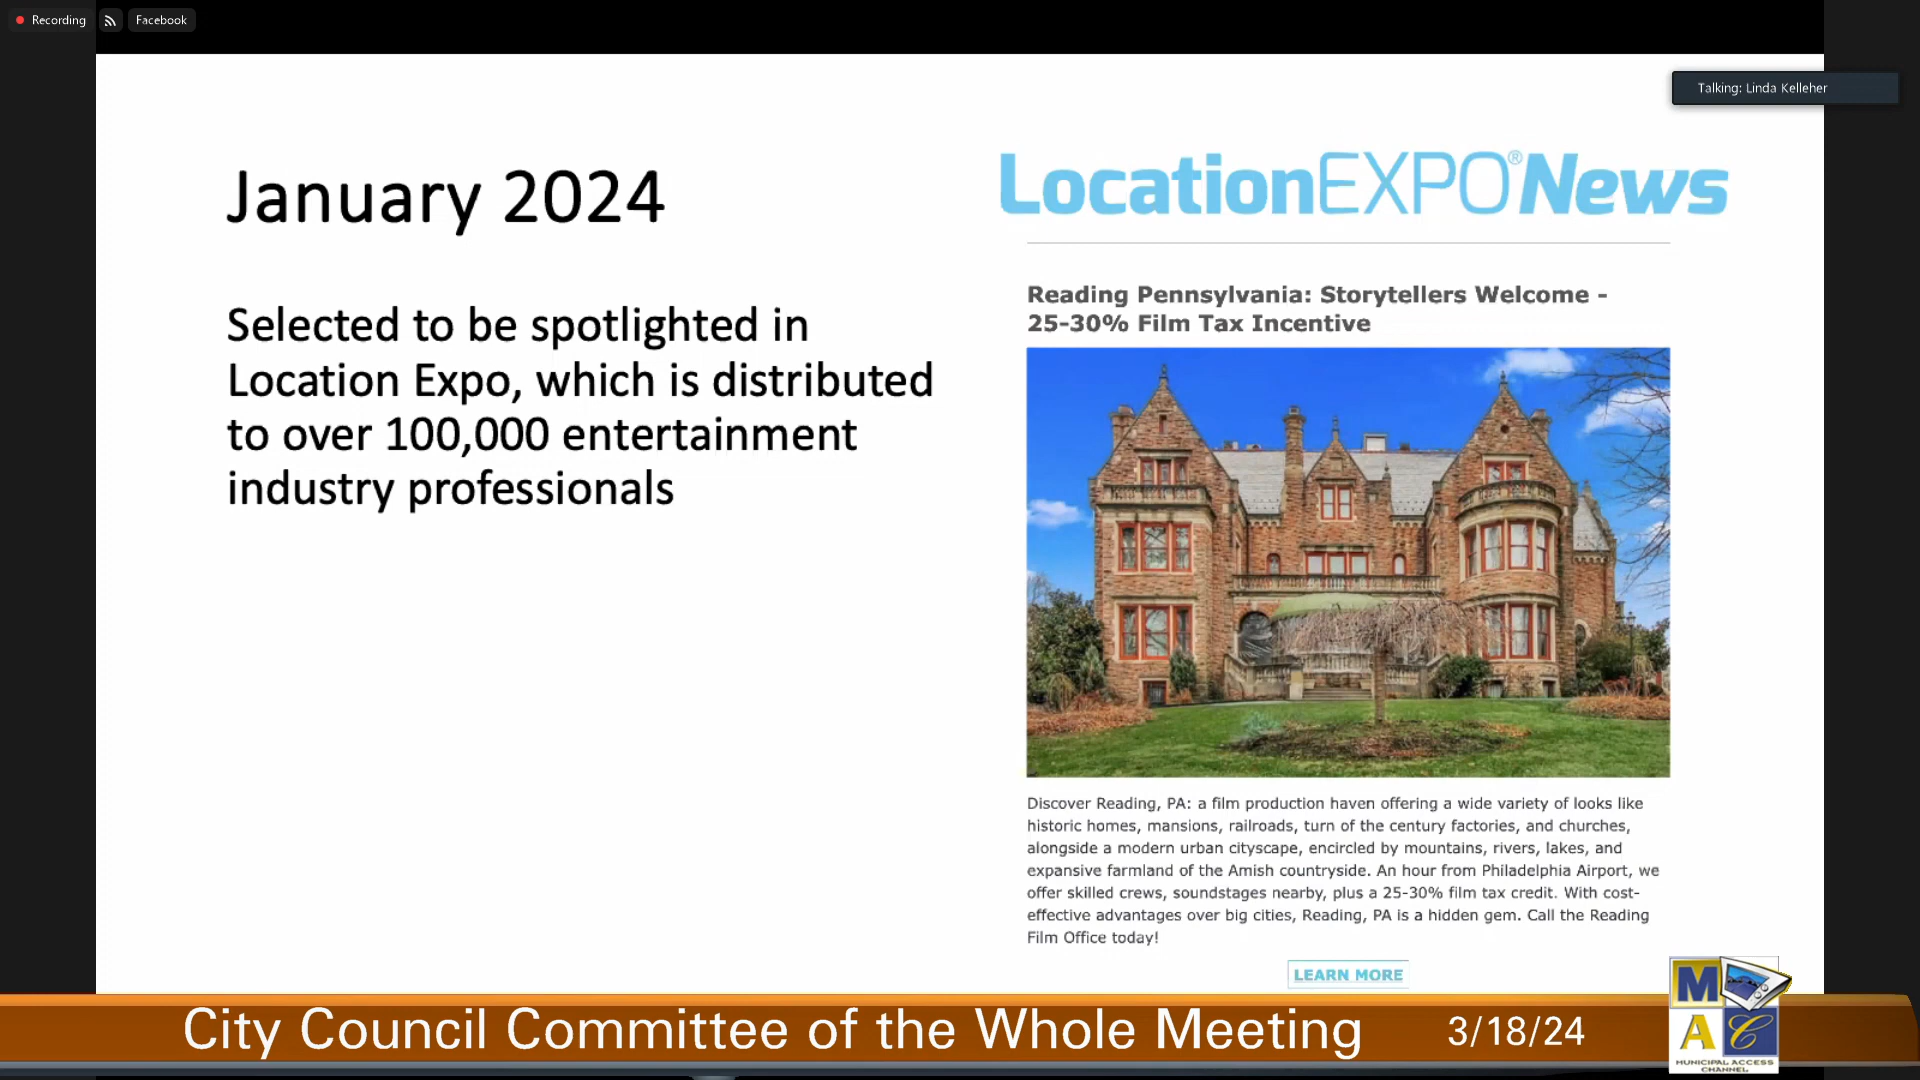 Recording
Facebook
Talking: Linda Kelleher
January 2024
Selected to be spotlighted in
Location Expo, which is distributed
to over 100,000 entertainment
industry professionals
LocationEXPO®News
Reading Pennsylvania: Storytellers Welcome -
25-30% Film Tax Incentive
Discover Reading, PA: a film production haven offering a wide variety of looks like
historic homes, mansions, railroads, turn of the century factories, and churches,
alongside a modern urban cityscape, encircled by mountains, rivers, lakes, and
expansive farmland of the Amish countryside. An hour from Philadelphia Airport, we
offer skilled crews, soundstages nearby, plus a 25-30% film tax credit. With cost-
effective advantages over big cities, Reading, PA is a hidden gem. Call the Reading
Film Office today!
LEARN MORE
City Council Committee of the Whole Meeting
3/18/24
M
A C
MUNICIPAL ACCESS
CHANNEL